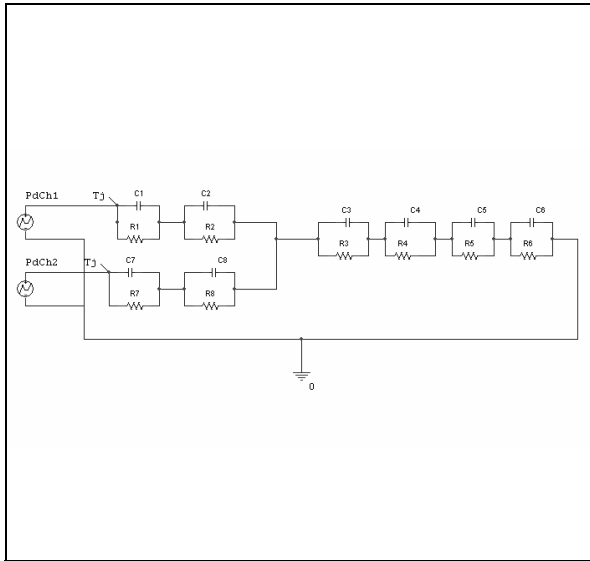 PdCh1 Tj C1 C2 C3 C4 C5 C6
R1 R2 R3 R4 R5 R6
PdCh2 Tj C7 C8
R7 R8
0